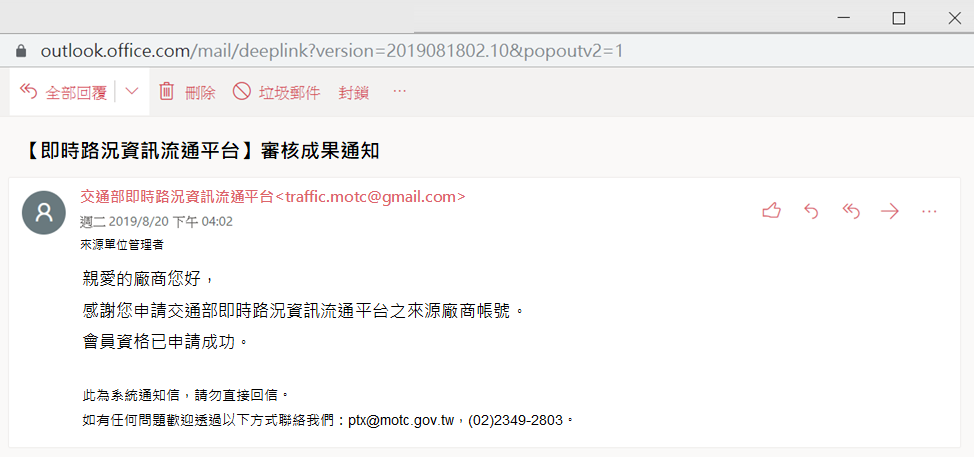 outlook.office.com/mail/deeplink?version=2019081802.10&popoutv2=1
全部回覆 刪除 垃圾郵件 封鎖 ...
【即時路況資訊流通平台】審核成果通知
交通部即時路況資訊流通平台<traffic.motc@gmail.com>
週二 2019/8/20 下午 04:02
來源單位管理者
親愛的廠商您好，
感謝您申請交通部即時路況資訊流通平台之來源廠商帳號。
會員資格已申請成功。
此為系統通知信，請勿直接回信。
如有任何問題歡迎透過以下方式聯絡我們：ptx@motc.gov.tw，(02)2349-2803。